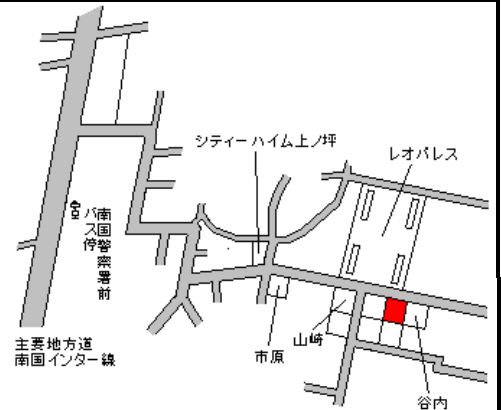 シティーハイム上ノ坪
レオパレス
南国警察署前
バス停
主要地方道
南国インター線
市原
山崎
谷内